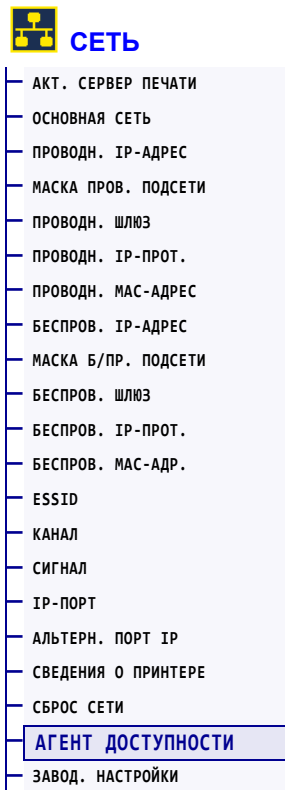 СЕТЬ
АКТ. СЕРВЕР ПЕЧАТИ
ОСНОВНАЯ СЕТЬ
ПРОВОДН. IP-АДРЕС
МАСКА ПРОВ. ПОДСЕТИ
ПРОВОДН. ШЛЮЗ
ПРОВОДН. IP-ПРОТ.
ПРОВОДН. MAC-АДРЕС
БЕСПРОВ. IP-АДРЕС
МАСКА Б/ПР. ПОДСЕТИ
БЕСПРОВ. ШЛЮЗ
БЕСПРОВ. IP-ПРОТ.
БЕСПРОВ. MAC-АДР.
ESSID
КАНАЛ
СИГНАЛ
IP-ПОРТ
АЛЬТЕРН. ПОРТ IP
СВЕДЕНИЯ О ПРИНТЕРЕ
СБРОС СЕТИ
АГЕНТ ДОСТУПНОСТИ
ЗАВОД. НАСТРОЙКИ